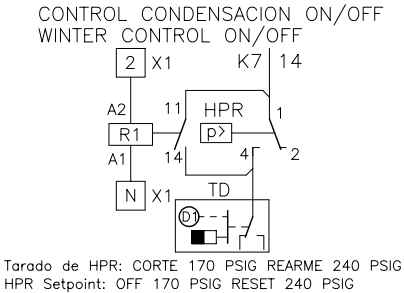 CONTROL CONDENSACION ON/OFF
WINTER CONTROL ON/OFF
2 X1 K7 14
A2 11 HPR 1
R1 p>
A1 14 4 2
N X1 TD
D1
Tarado de HPR: CORTE 170 PSIG REARME 240 PSIG
HPR Setpoint: OFF 170 PSIG RESET 240 PSIG